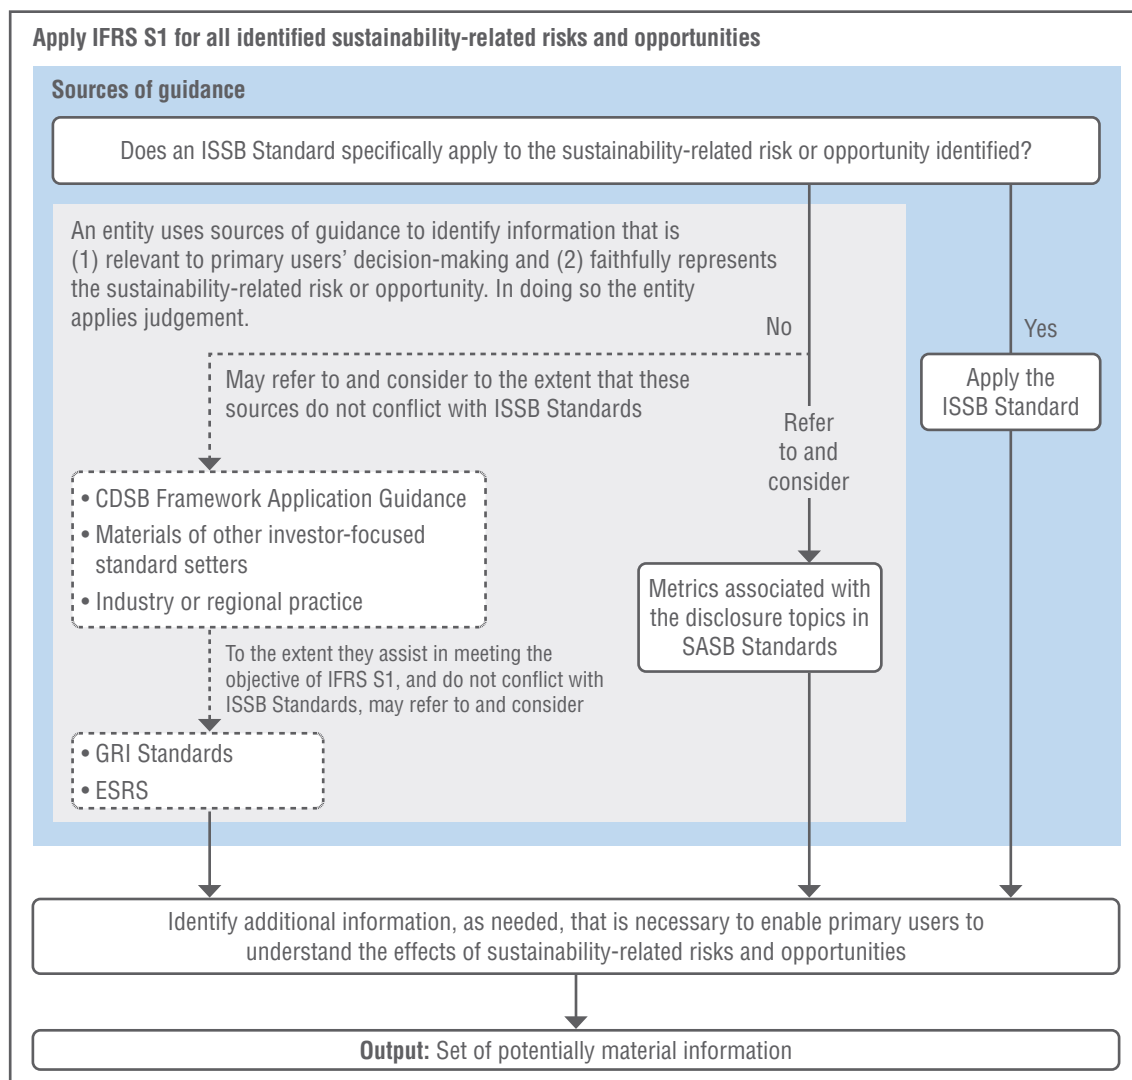 Apply IFRS S1 for all identified sustainability-related risks and opportunities
Sources of guidance
Does an ISSB Standard specifically apply to the sustainability-related risk or opportunity identified?
An entity uses sources of guidance to identify information that is
(1) relevant to primary users’ decision-making and (2) faithfully represents
the sustainability-related risk or opportunity. In doing so the entity
applies judgement.
No
Yes
May refer to and consider to the extent that these
sources do not conflict with ISSB Standards
Apply the
ISSB Standard
Refer
to and
consider
• CDSB Framework Application Guidance
• Materials of other investor-focused
standard setters
• Industry or regional practice
Metrics associated with
the disclosure topics in
SASB Standards
To the extent they assist in meeting the
objective of IFRS S1, and do not conflict with
ISSB Standards, may refer to and consider
• GRI Standards
• ESRS
Identify additional information, as needed, that is necessary to enable primary users to
understand the effects of sustainability-related risks and opportunities
Output: Set of potentially material information